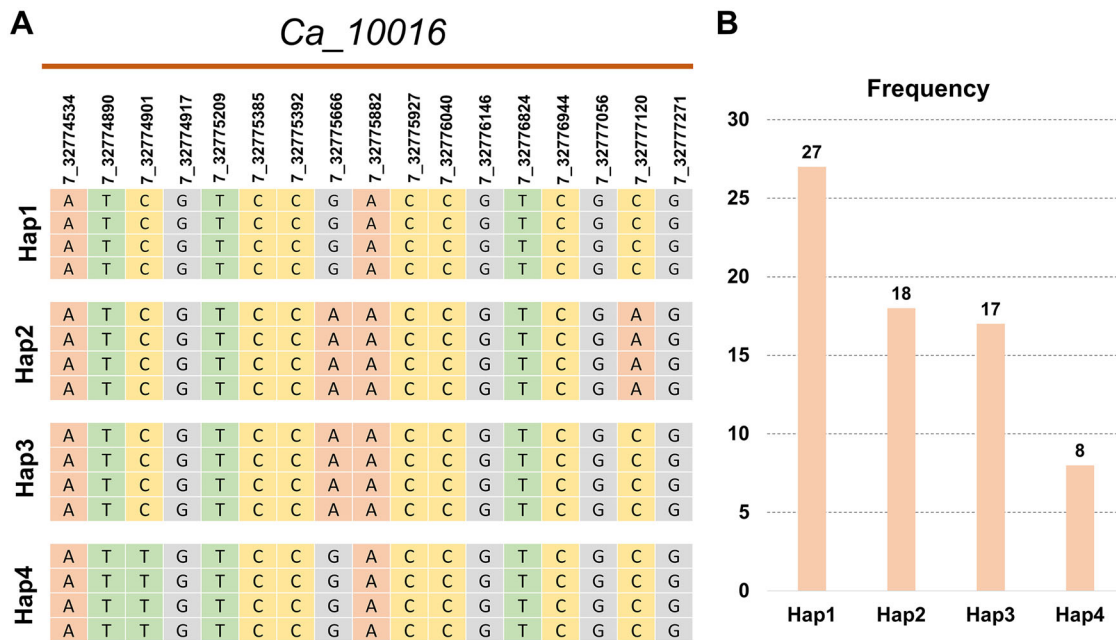 A
Ca_10016
7_32774534 7_32774890 7_32774901 7_32774917 7_32775209 7_32775385 7_32775392 7_32775666 7_32775882 7_32775927 7_32776040 7_32776146 7_32776824 7_32776944 7_32777056 7_32777120 7_32777271
Hap1
A T C G T C C G A C C G T C G C G
A T C G T C C G A C C G T C G C G
A T C G T C C G A C C G T C G C G
A T C G T C C G A C C G T C G C G
Hap2
A T C G T C C A A C C G T C G A G
A T C G T C C A A C C G T C G A G
A T C G T C C A A C C G T C G A G
A T C G T C C A A C C G T C G A G
Hap3
A T C G T C C A A C C G T C G C G
A T C G T C C A A C C G T C G C G
A T C G T C C A A C C G T C G C G
A T C G T C C A A C C G T C G C G
Hap4
A T T G T C C G A C C G T C G C G
A T T G T C C G A C C G T C G C G
A T T G T C C G A C C G T C G C G
A T T G T C C G A C C G T C G C G
B
Frequency
30
25
20
15
10
5
0
27
18
17
8
Hap1 Hap2 Hap3 Hap4